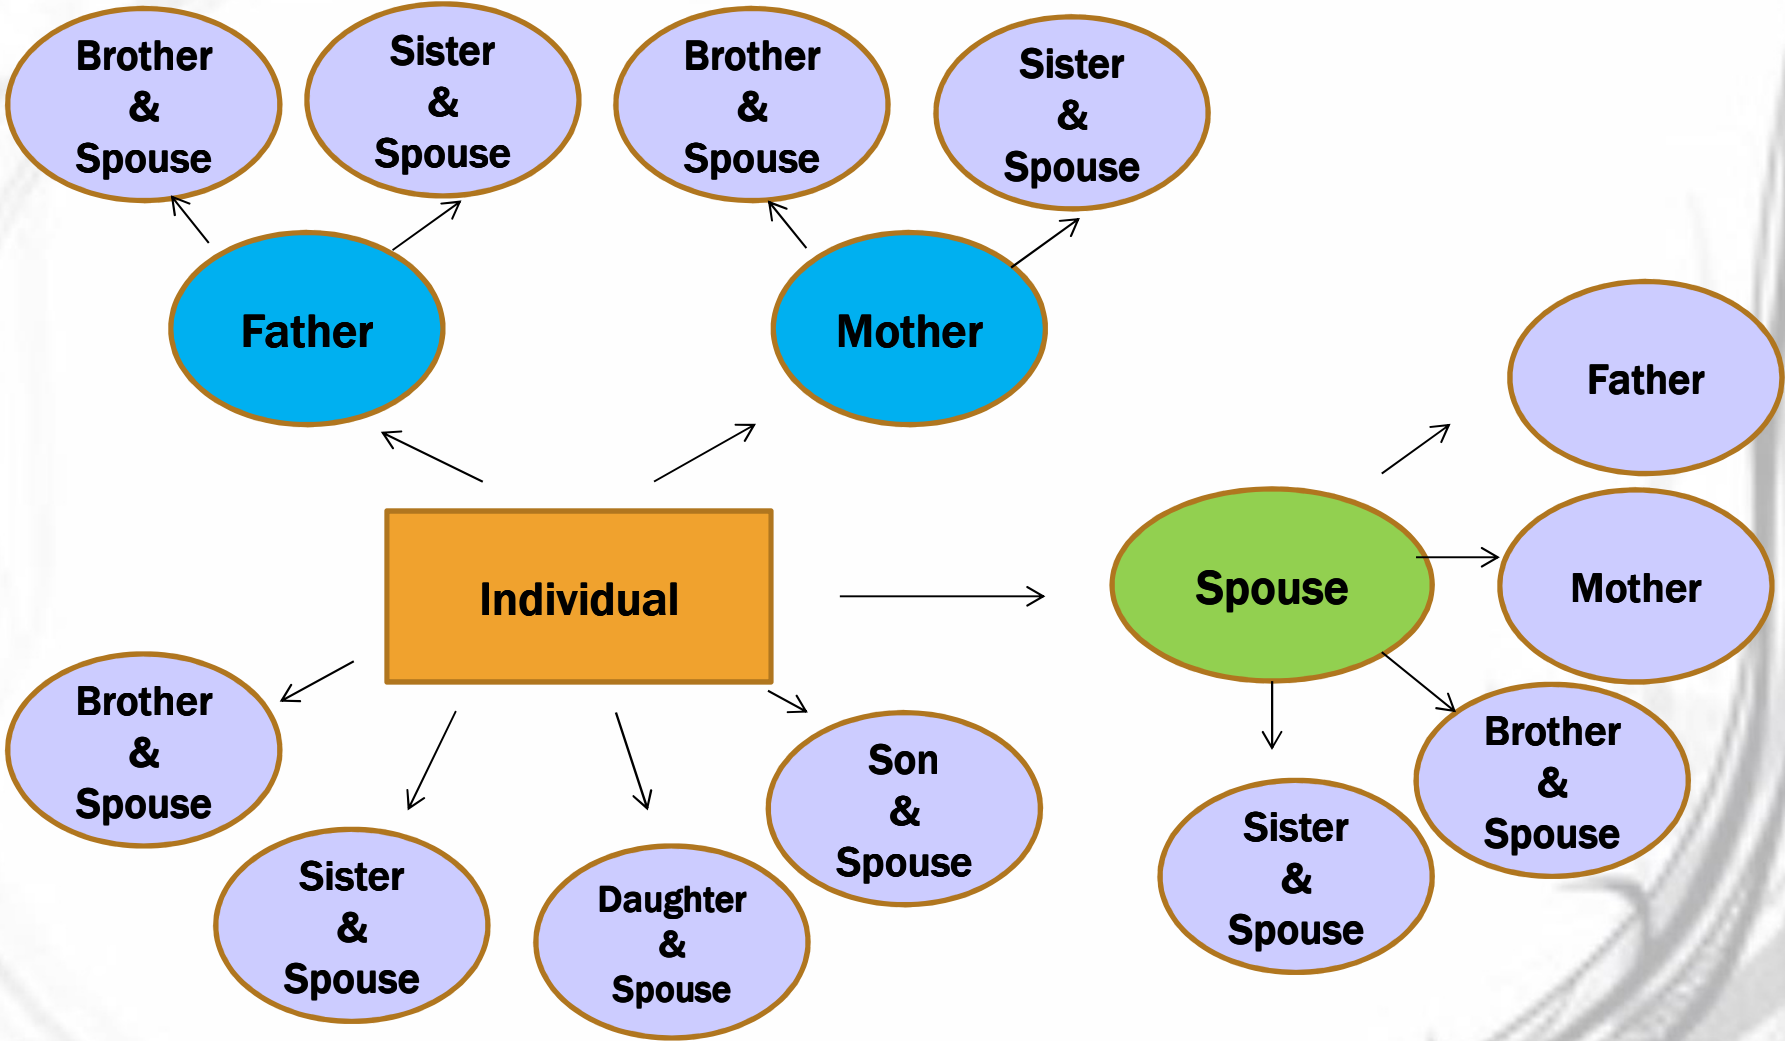 Brother
&
Spouse
Sister
&
Spouse
Brother
&
Spouse
Sister
&
Spouse
Father
Mother
Father
Individual
Spouse
Mother
Brother
&
Spouse
Sister
&
Spouse
Daughter
&
Spouse
Son
&
Spouse
Sister
&
Spouse
Brother
&
Spouse